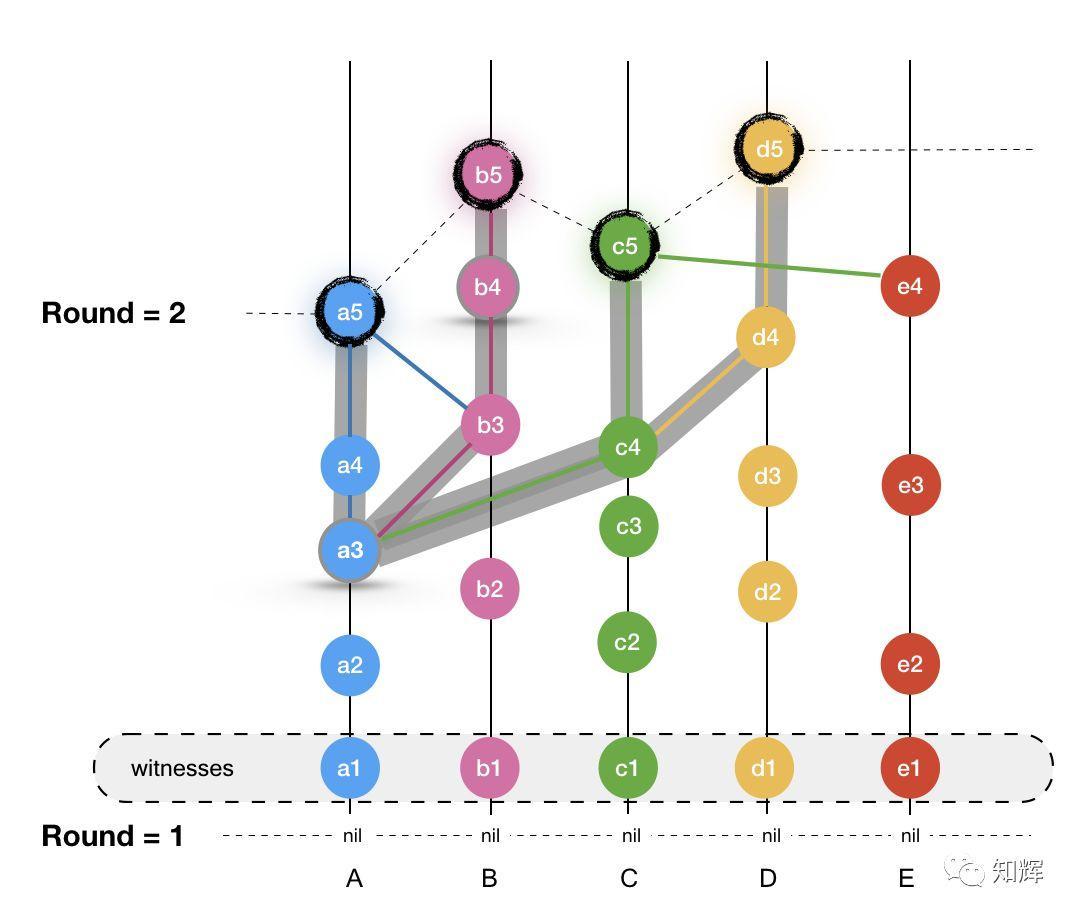 d5
b5
c5
b4
e4
Round = 2
a5
d4
b3
c4
a4
d3
e3
c3
a3
b2
d2
c2
a2
e2
witnesses a1 b1 c1 d1 e1
Round = 1 nil nil nil nil nil
A B C D E
知辉